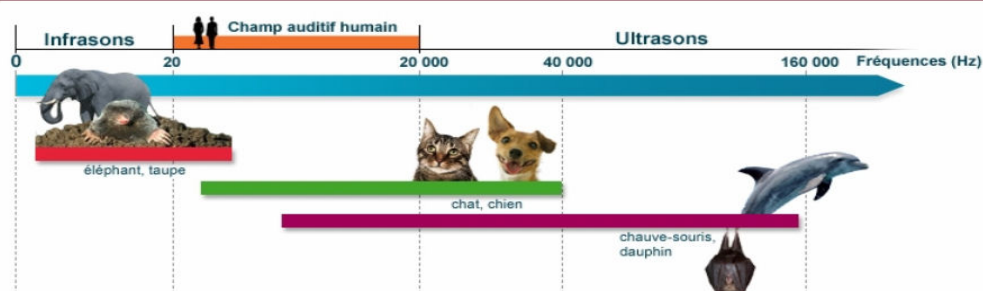 Champ auditif humain
Infrasons
Ultrasons
0
20
20 000
40 000
160 000
Fréquences (Hz)
éléphant, taupe
chat, chien
chauve-souris,
dauphin